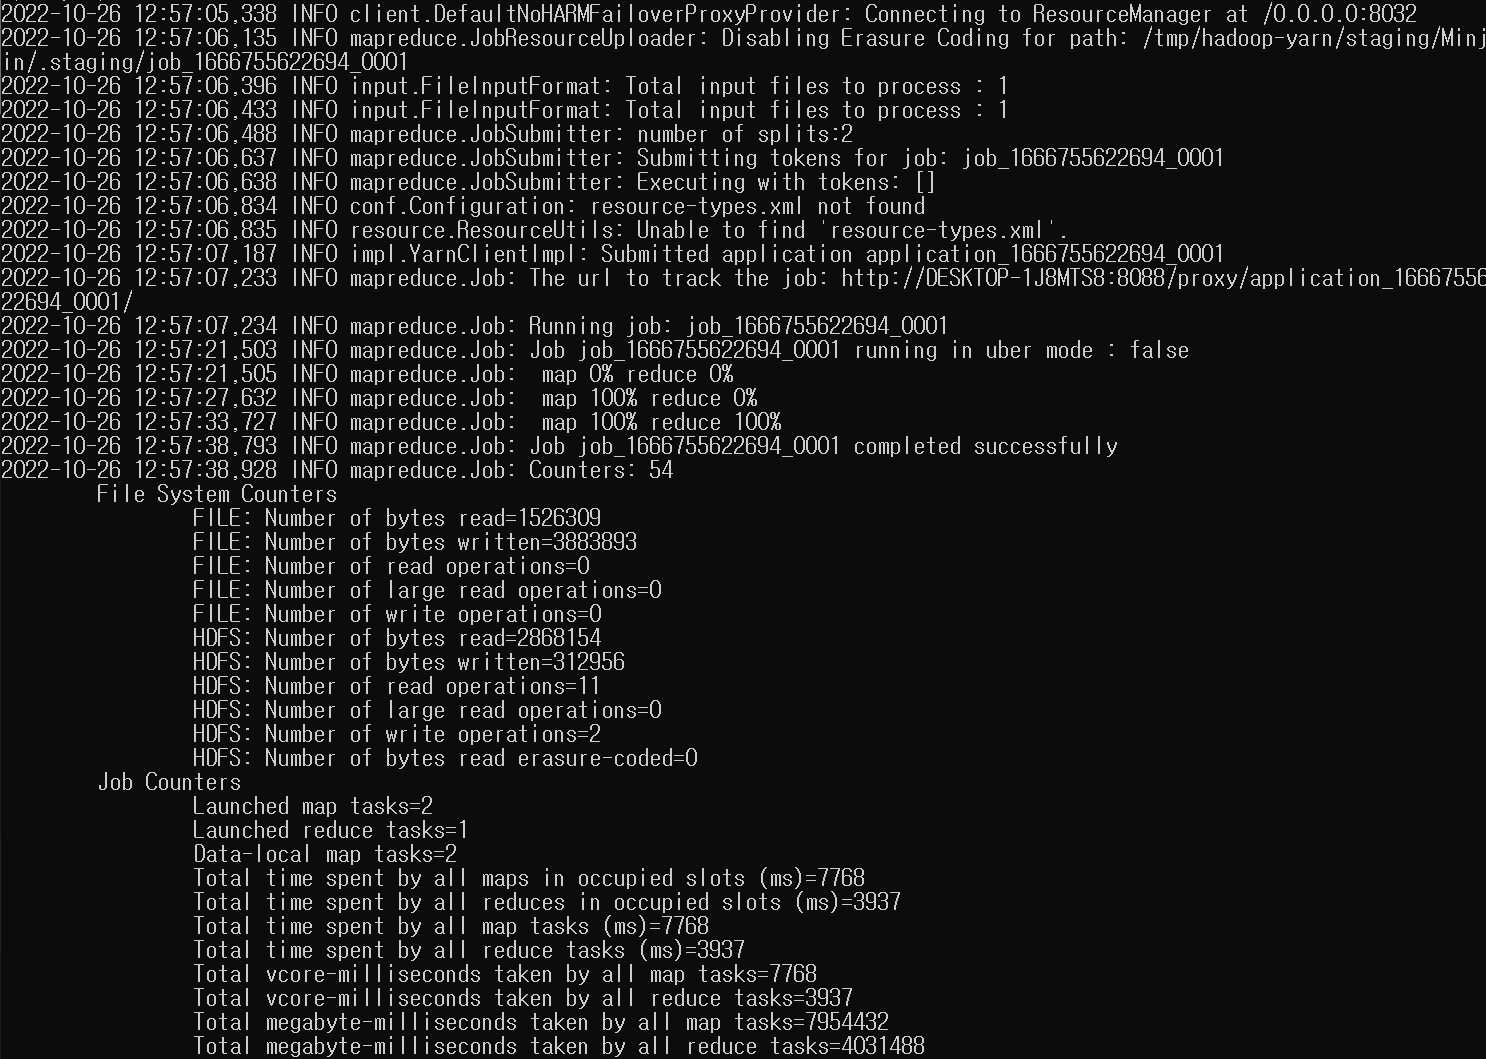 2022-10-26 12:57:05,338 INFO client.DefaultNoHARMFailoverProxyProvider: Connecting to ResourceManager at /0.0.0.0:8032
2022-10-26 12:57:06,135 INFO mapreduce.JobResourceUploader: Disabling Erasure Coding for path: /tmp/hadoop-yarn/staging/Minj
in/.staging/job_1666755622694_0001
2022-10-26 12:57:06,396 INFO input.FileInputFormat: Total input files to process : 1
2022-10-26 12:57:06,433 INFO input.FileInputFormat: Total input files to process : 1
2022-10-26 12:57:06,488 INFO mapreduce.JobSubmitter: number of splits:2
2022-10-26 12:57:06,637 INFO mapreduce.JobSubmitter: Submitting tokens for job: job_1666755622694_0001
2022-10-26 12:57:06,638 INFO mapreduce.JobSubmitter: Executing with tokens: []
2022-10-26 12:57:06,834 INFO conf.Configuration: resource-types.xml not found
2022-10-26 12:57:06,835 INFO resource.ResourceUtils: Unable to find 'resource-types.xml'.
2022-10-26 12:57:07,187 INFO impl.YarnClientImpl: Submitted application application_1666755622694_0001
2022-10-26 12:57:07,233 INFO mapreduce.Job: The url to track the job: http://DESKTOP-1J8MTS8:8088/proxy/application_16667556
22694_0001/
2022-10-26 12:57:07,234 INFO mapreduce.Job: Running job: job_1666755622694_0001
2022-10-26 12:57:21,503 INFO mapreduce.Job: Job job_1666755622694_0001 running in uber mode : false
2022-10-26 12:57:21,505 INFO mapreduce.Job:  map 0% reduce 0%
2022-10-26 12:57:27,632 INFO mapreduce.Job:  map 100% reduce 0%
2022-10-26 12:57:33,727 INFO mapreduce.Job:  map 100% reduce 100%
2022-10-26 12:57:38,793 INFO mapreduce.Job: Job job_1666755622694_0001 completed successfully
2022-10-26 12:57:38,928 INFO mapreduce.Job: Counters: 54
File System Counters
FILE: Number of bytes read=1526309
FILE: Number of bytes written=3883893
FILE: Number of read operations=0
FILE: Number of large read operations=0
FILE: Number of write operations=0
HDFS: Number of bytes read=2868154
HDFS: Number of bytes written=312956
HDFS: Number of read operations=11
HDFS: Number of large read operations=0
HDFS: Number of write operations=2
HDFS: Number of bytes read erasure-coded=0
Job Counters
Launched map tasks=2
Launched reduce tasks=1
Data-local map tasks=2
Total time spent by all maps in occupied slots (ms)=7768
Total time spent by all reduces in occupied slots (ms)=3937
Total time spent by all map tasks (ms)=7768
Total time spent by all reduce tasks (ms)=3937
Total vcore-milliseconds taken by all map tasks=7768
Total vcore-milliseconds taken by all reduce tasks=3937
Total megabyte-milliseconds taken by all map tasks=7954432
Total megabyte-milliseconds taken by all reduce tasks=4031488